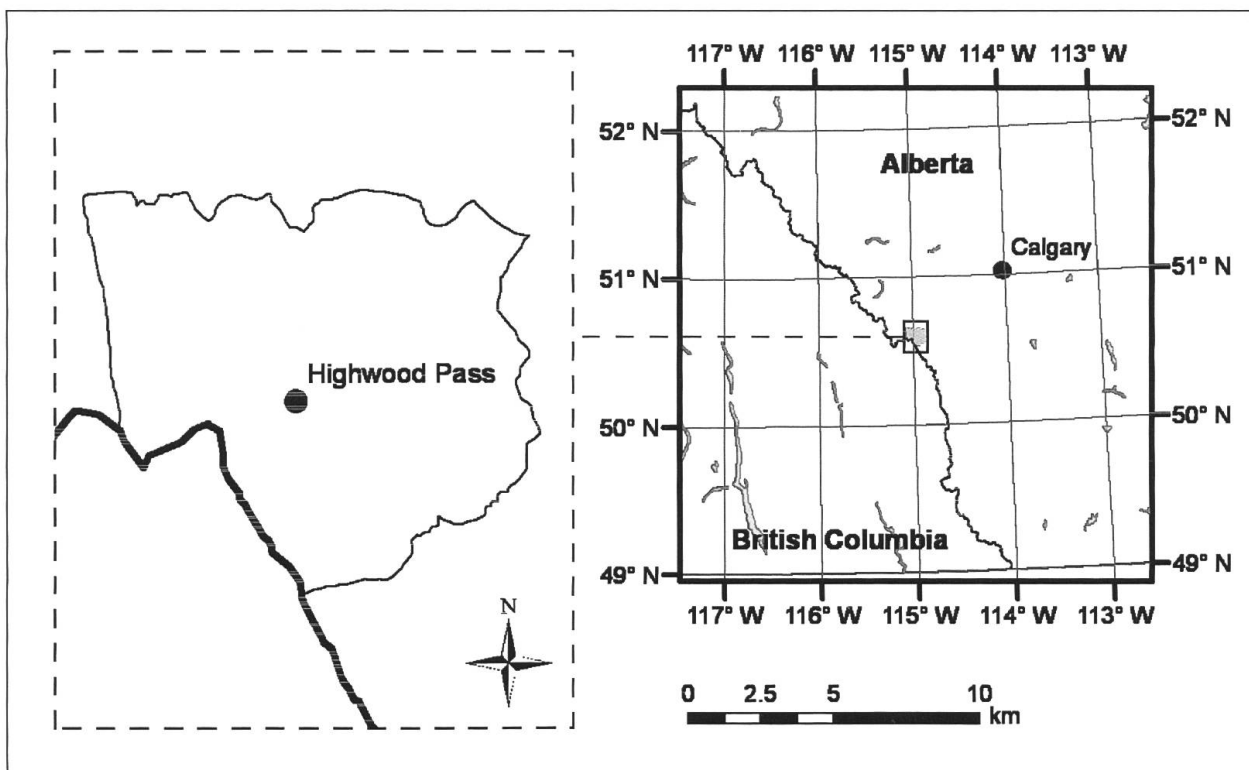 Highwood Pass
N
117° W 116° W 115° W 114° W 113° W
52° N 52° N
Alberta
Calgary
51° N 51° N
50° N 50° N
British Columbia
49° N 49° N
117° W 116° W 115° W 114° W 113° W
0 2.5 5 10
km